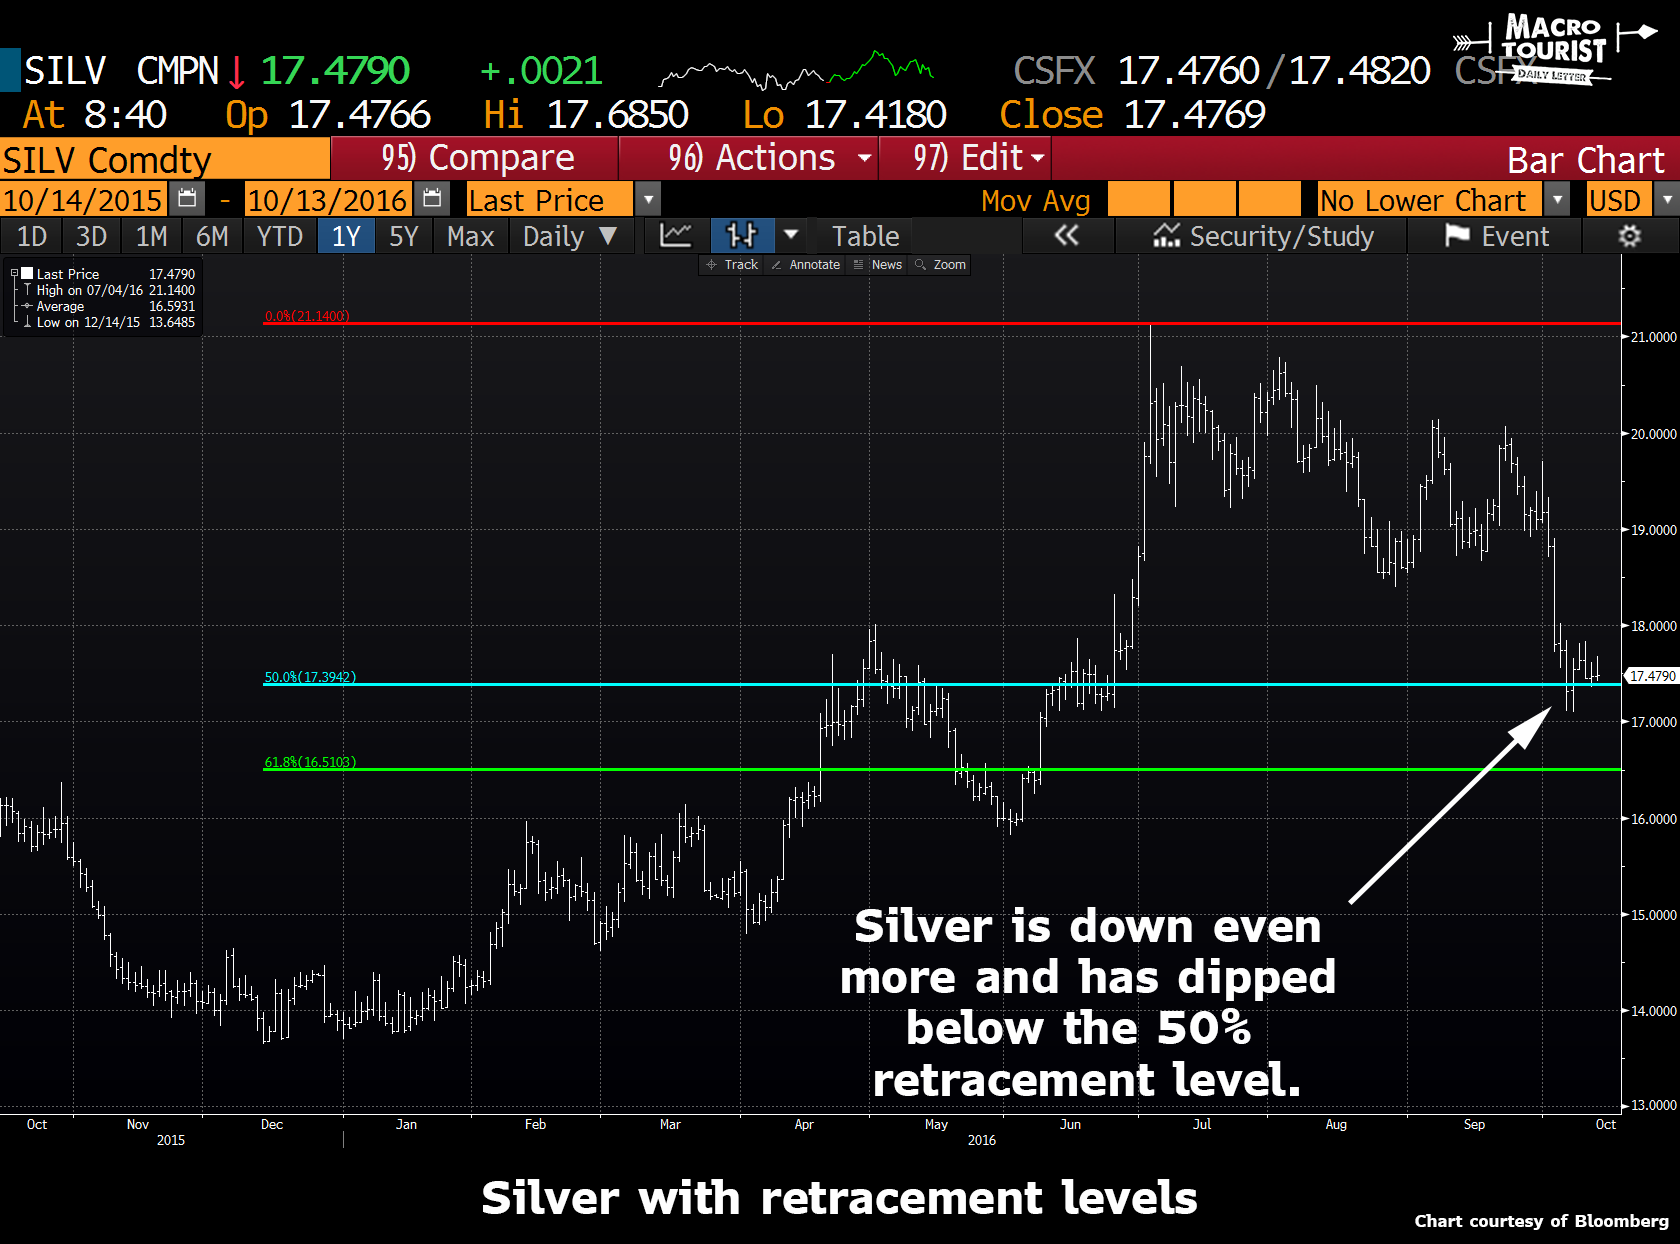 MACRO
TOURIST
DAILY LETTER
SILV CMPN↓ 17.4790 +.0021 CSFX 17.4760/17.4820 CSFX
At 8:40 Op 17.4766 Hi 17.6850 Lo 17.4180 Close 17.4769
SILV Comdty 95) Compare 96) Actions 97) Edit Bar Chart
10/14/2015 - 10/13/2016 Last Price Mov Avg No Lower Chart USD
1D 3D 1M 6M YTD 1Y 5Y Max Daily ▼ Table « Security/Study Event
Track Annotate News Zoom
Last Price 17.4790
High on 07/04/16 21.1400
Average 16.5931
Low on 12/14/15 13.6485
0.0%(21.1400)
21.0000
20.0000
19.0000
18.0000
50.0%(17.3942)
17.4790
17.0000
61.8%(16.5103)
16.0000
15.0000
14.0000
13.0000
Silver is down even
more and has dipped
below the 50%
retracement level.
Oct Nov Dec Jan Feb Mar Apr May Jun Jul Aug Sep Oct
2015 2016
Silver with retracement levels
Chart courtesy of Bloomberg